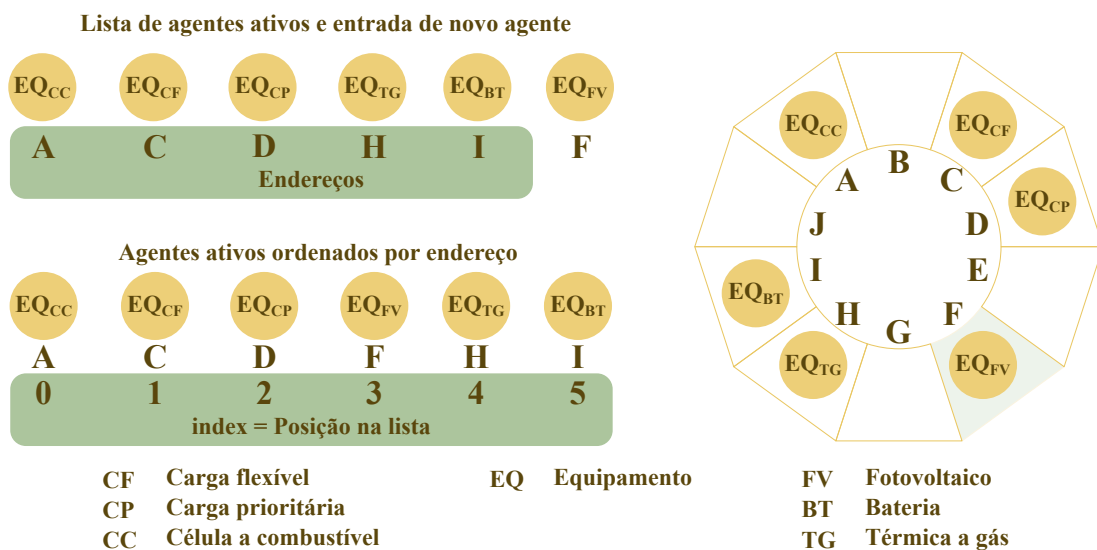 Lista de agentes ativos e entrada de novo agente
EQCC EQCF EQCP EQTG EQBT EQFV
A C D H I F
Endereços
Agentes ativos ordenados por endereço
EQCC EQCF EQCP EQFV EQTG EQBT
A C D F H I
0 1 2 3 4 5
index = Posição na lista
EQCC EQCF
B
A C
EQCP
J D
I E
EQBT
H F
G
EQTG EQFV
CF Carga flexível
CP Carga prioritária
CC Célula a combustível
EQ Equipamento
FV Fotovoltaico
BT Bateria
TG Térmica a gás